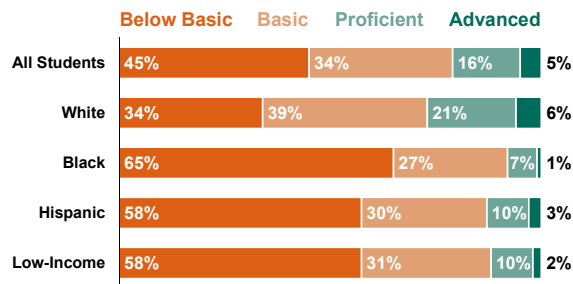 Below Basic Basic Proficient Advanced
All Students 45% 34% 16% 5%
White 34% 39% 21% 6%
Black 65% 27% 7% 1%
Hispanic 58% 30% 10% 3%
Low-Income 58% 31% 10% 2%